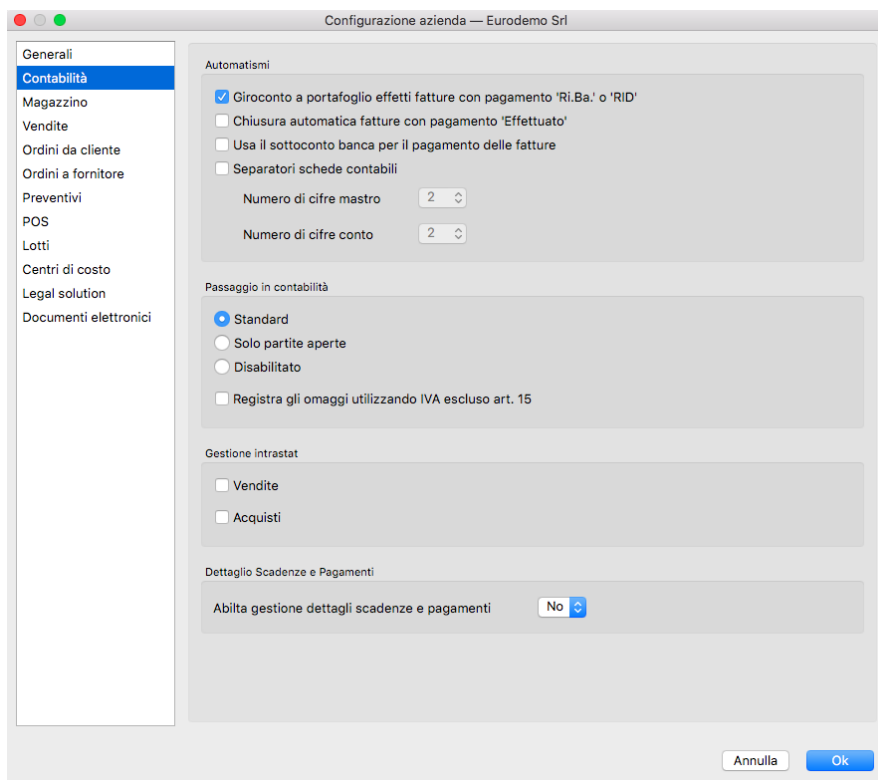 Configurazione azienda — Eurodemo Srl
Generali
Contabilità
Magazzino
Vendite
Ordini da cliente
Ordini a fornitore
Preventivi
POS
Lotti
Centri di costo
Legal solution
Documenti elettronici
Automatismi
Giroconto a portafoglio effetti fatture con pagamento 'Ri.Ba.' o 'RID'
Chiusura automatica fatture con pagamento 'Effettuato'
Usa il sottoconto banca per il pagamento delle fatture
Separatori schede contabili
Numero di cifre mastro 2
Numero di cifre conto 2
Passaggio in contabilità
Standard
Solo partite aperte
Disabilitato
Registra gli omaggi utilizzando IVA escluso art. 15
Gestione intrastat
Vendite
Acquisti
Dettaglio Scadenze e Pagamenti
Abilta gestione dettagli scadenze e pagamenti No
Annulla Ok